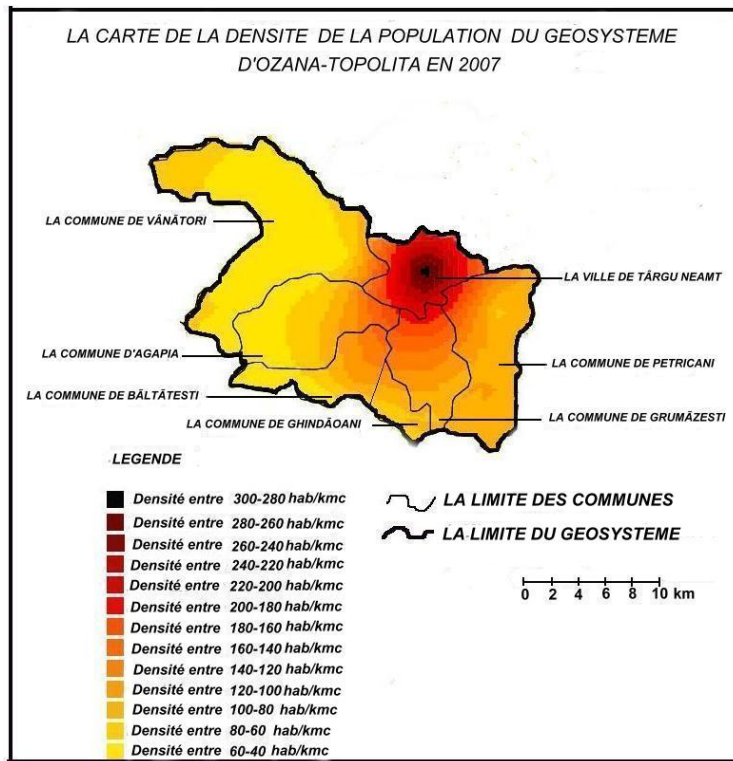 LA CARTE DE LA DENSITE DE LA POPULATION DU GEOSYSTEME
D'OZANA-TOPOLITA EN 2007
LA COMMUNE DE VÂNÂTORI
LA VILLE DE TÂRGU NEAMT
LA COMMUNE D'AGAPIA
LA COMMUNE DE PETRICANI
LA COMMUNE DE BĂLTĂTESTI
LA COMMUNE DE GRUMĂZESTI
LA COMMUNE DE GHINDĂOANI
LEGENDE
Densité entre 300-280 hab/kmc
Densité entre 280-260 hab/kmc
Densité entre 260-240 hab/kmc
Densité entre 240-220 hab/kmc
Densité entre 220-200 hab/kmc
Densité entre 200-180 hab/kmc
Densité entre 180-160 hab/kmc
Densité entre 160-140 hab/kmc
Densité entre 140-120 hab/kmc
Densité entre 120-100 hab/kmc
Densité entre 100-80 hab/kmc
Densité entre 80-60 hab/kmc
Densité entre 60-40 hab/kmc
LA LIMITE DES COMMUNES
LA LIMITE DU GEOSYSTEME
0 2 4 6 8 10 km